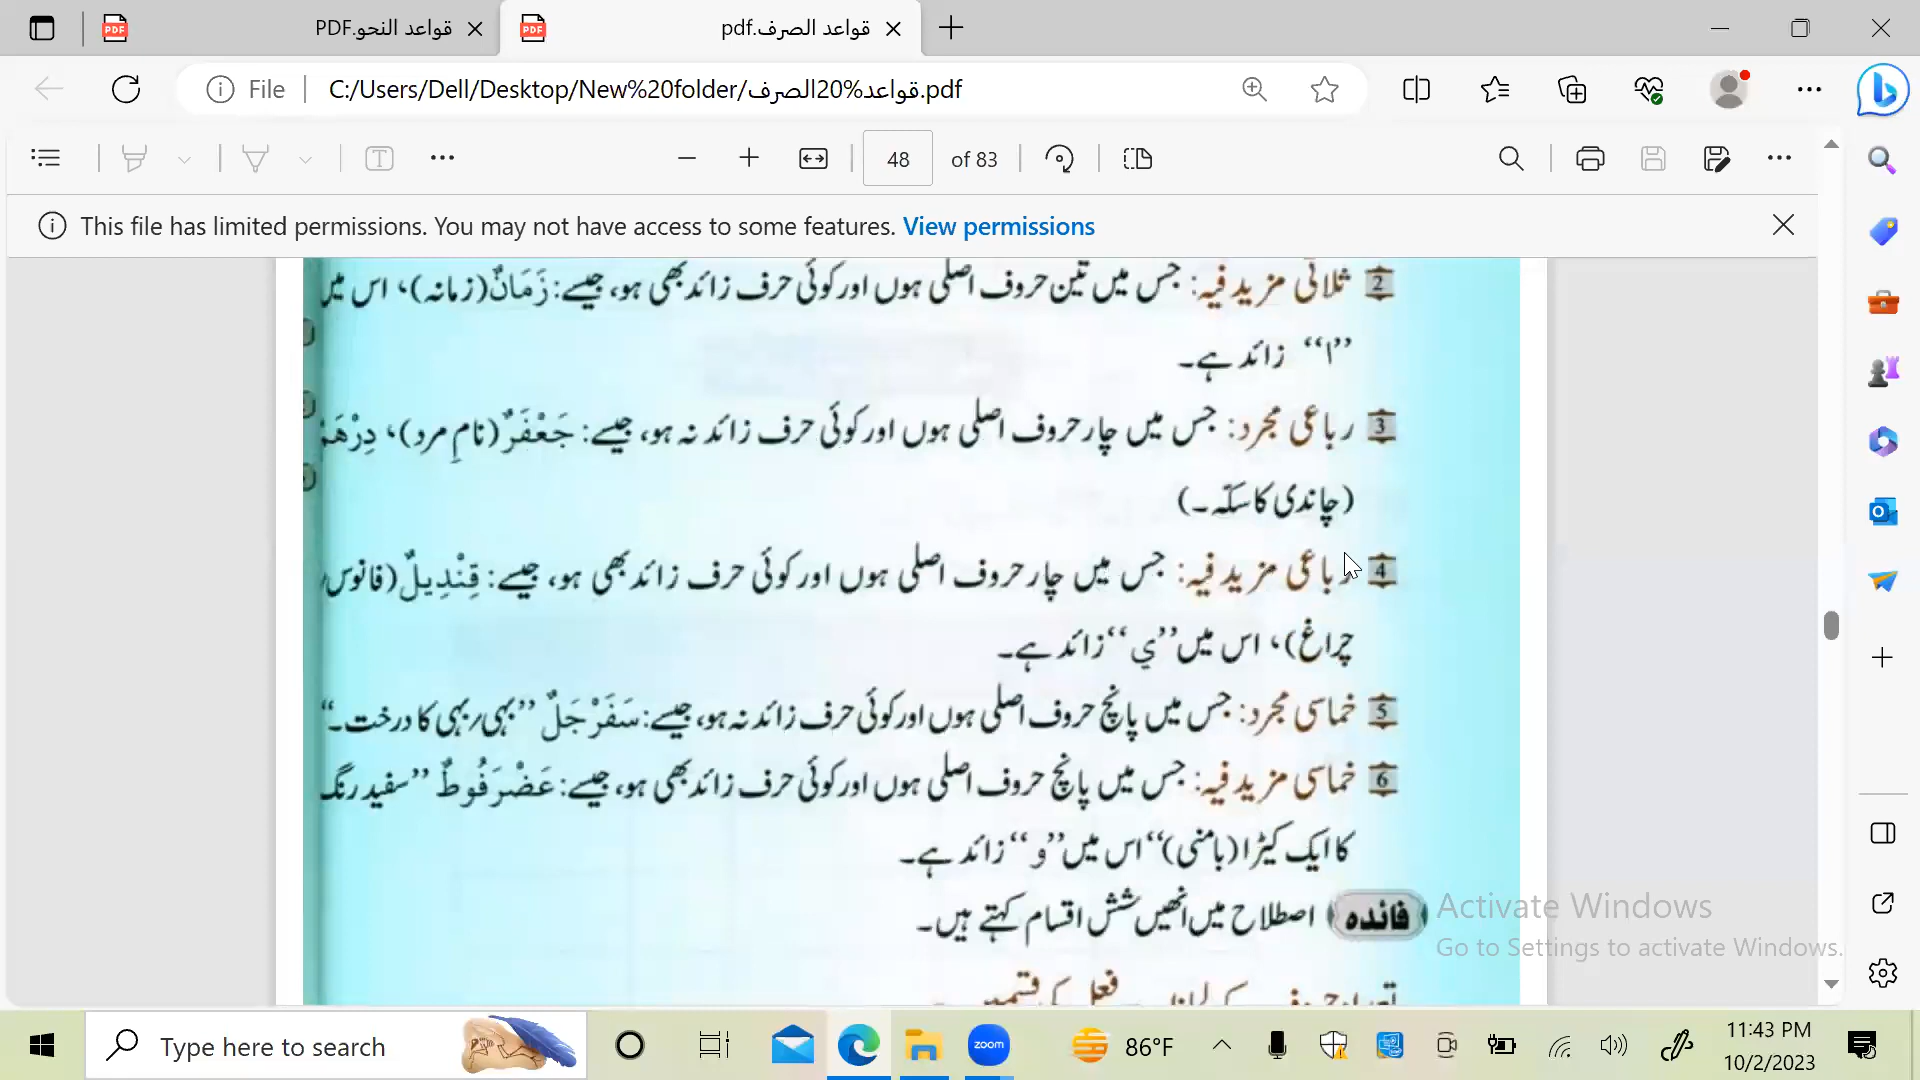 قواعد النحو.PDF
قواعد الصرف.pdf
File
C:/Users/Dell/Desktop/New%20folder/قواعد%20الصرف.pdf
48 of 83
This file has limited permissions. You may not have access to some features. View permissions
2 ثلاثی مزید فیہ: جس میں تین حروف اصلی ہوں اور کوئی حرف زائد بھی ہو، جیسے: زَمَانٌ (زمانہ)، اس میں
’’ا‘‘ زائد ہے۔
3 رباعی مجرد: جس میں چار حروف اصلی ہوں اور کوئی حرف زائد نہ ہو، جیسے: جَعْفَرٌ (نامِ مرد)، دِرْهَمٌ
(چاندی کا سکّہ۔)
4 رباعی مزید فیہ: جس میں چار حروف اصلی ہوں اور کوئی حرف زائد بھی ہو، جیسے: قِنْدِيلٌ (فانوس
چراغ)، اس میں ’’ي‘‘ زائد ہے۔
5 خماسی مجرد: جس میں پانچ حروف اصلی ہوں اور کوئی حرف زائد نہ ہو، جیسے: سَفَرْجَلٌ ’’بہی/بہی کا درخت۔‘‘
6 خماسی مزید فیہ: جس میں پانچ حروف اصلی ہوں اور کوئی حرف زائد بھی ہو، جیسے: عَضْرَفُوطٌ ’’سفید رنگ
کا ایک کیڑا (بامنی)‘‘ اس میں ’’و‘‘ زائد ہے۔
فائدہ اصطلاح میں انھیں شش اقسام کہتے ہیں۔
Activate Windows
Go to Settings to activate Windows.
Type here to search
zoom
86°F
11:43 PM
10/2/2023